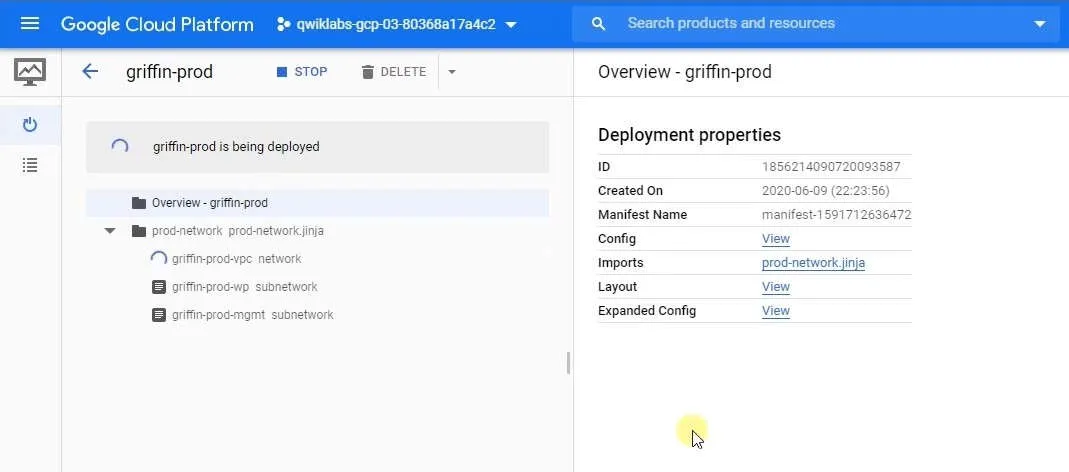 Google Cloud Platform
qwiklabs-gcp-03-80368a17a4c2
Search products and resources
griffin-prod
STOP
DELETE
griffin-prod is being deployed
Overview - griffin-prod
prod-network prod-network.jinja
griffin-prod-vpc network
griffin-prod-wp subnetwork
griffin-prod-mgmt subnetwork
Overview - griffin-prod
Deployment properties
ID 1856214090720093587
Created On 2020-06-09 (22:23:56)
Manifest Name manifest-1591712636472
Config View
Imports prod-network.jinja
Layout View
Expanded Config View